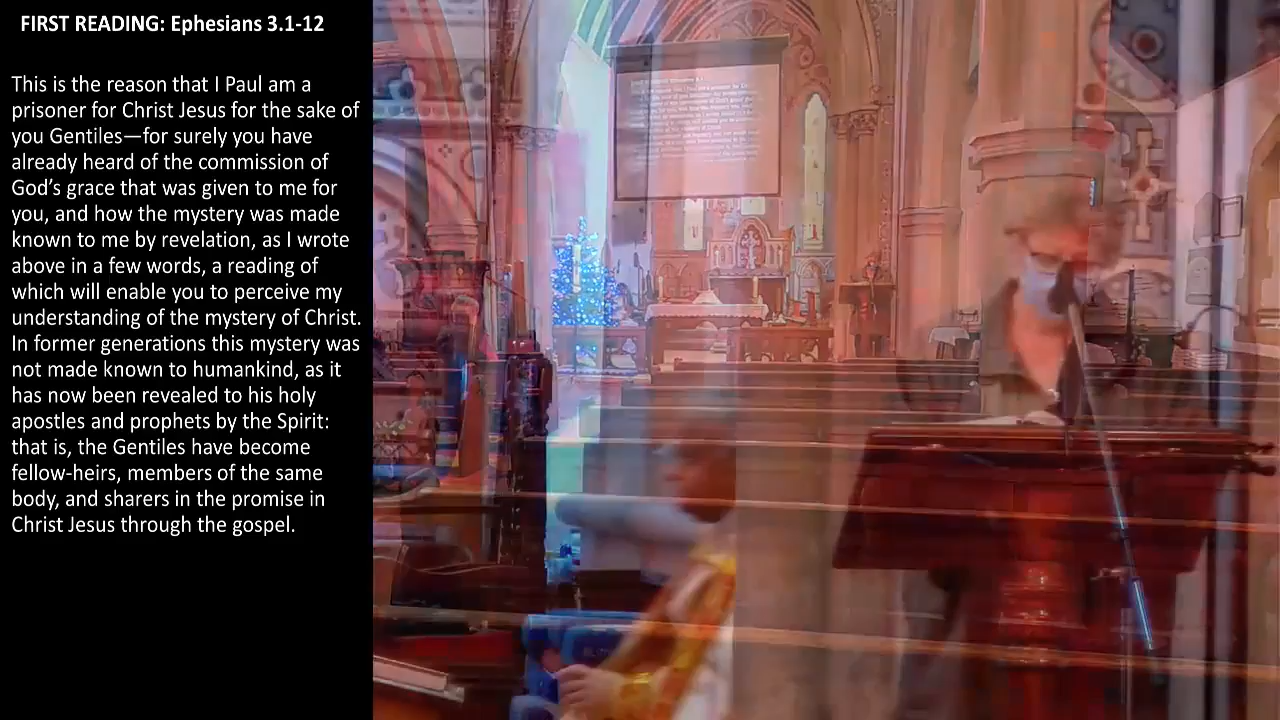 FIRST READING: Ephesians 3.1-12
This is the reason that I Paul am a
prisoner for Christ Jesus for the sake of
you Gentiles—for surely you have
already heard of the commission of
God’s grace that was given to me for
you, and how the mystery was made
known to me by revelation, as I wrote
above in a few words, a reading of
which will enable you to perceive my
understanding of the mystery of Christ.
In former generations this mystery was
not made known to humankind, as it
has now been revealed to his holy
apostles and prophets by the Spirit:
that is, the Gentiles have become
fellow-heirs, members of the same
body, and sharers in the promise in
Christ Jesus through the gospel.